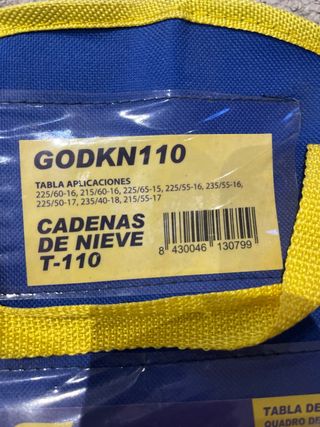 GODKN110
TABLA APLICACIONES
225/60-16, 215/60-16, 225/65-15, 225/55-16, 235/55-16,
225/50-17, 235/40-18, 215/55-17
CADENAS
DE NIEVE
T-110
8 430046 130799
TABLA DE
QUADRO DE